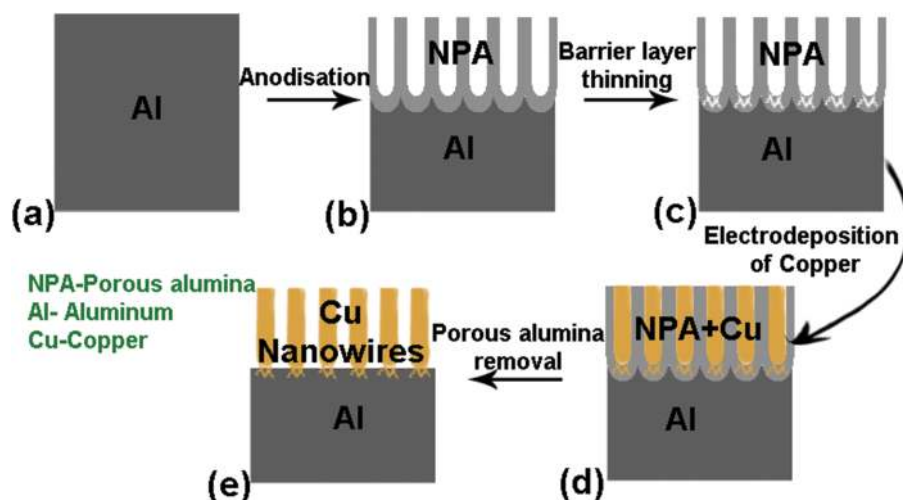 Al
(a)
Anodisation
NPA
Al
(b)
Barrier layer
thinning
NPA
Al
(c)
Electrodeposition
of Copper
NPA+Cu
Al
(d)
Porous alumina
removal
Cu
Nanowires
Al
(e)
NPA-Porous alumina
Al- Aluminum
Cu-Copper